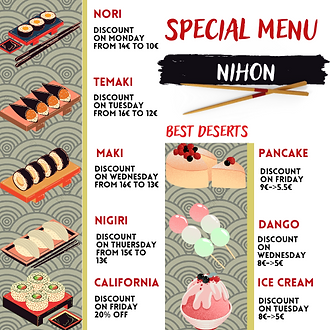 NORI
DISCOUNT
ON MONDAY
FROM 14€ TO 10€
TEMAKI
DISCOUNT
ON TUESDAY
FROM 16€ TO 12€
MAKI
DISCOUNT
ON WEDNESDAY
FROM 16€ TO 13€
NIGIRI
DISCOUNT
ON THUERSDAY
FROM 15€ TO
13€
CALIFORNIA
DISCOUNT
ON FRIDAY
20% OFF
SPECIAL MENU
NIHON
BEST DESERTS
PANCAKE
DISCOUNT
ON FRIDAY
9€->5.5€
DANGO
DISCOUNT
ON
WEDNESDAY
8€->5€
ICE CREAM
DISCOUNT
ON TUESDAY
8€->5€